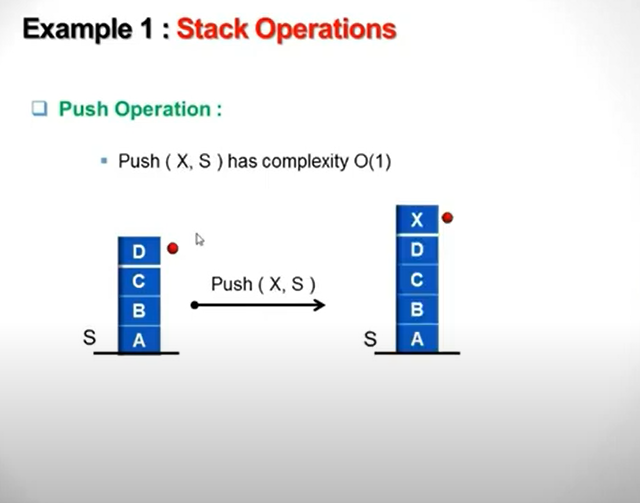 Example 1 : Stack Operations
Push Operation :
Push ( X, S ) has complexity O(1)
D
C
B
A
S
Push ( X, S )
X
D
C
B
A
S